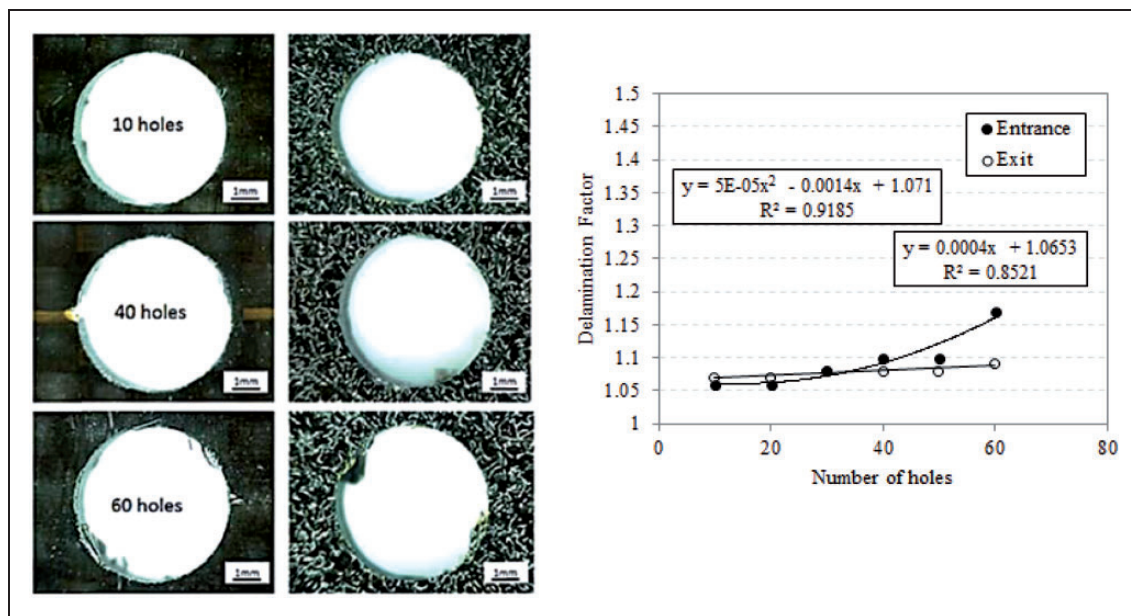 10 holes
1mm
1mm
40 holes
1mm
1mm
60 holes
1mm
1mm
1.5
1.45
1.4
1.35
1.3
1.25
1.2
1.15
1.1
1.05
1
Delamination Factor
Entrance
Exit
y = 5E-05x² - 0.0014x + 1.071
R² = 0.9185
y = 0.0004x + 1.0653
R² = 0.8521
0 20 40 60 80
Number of holes